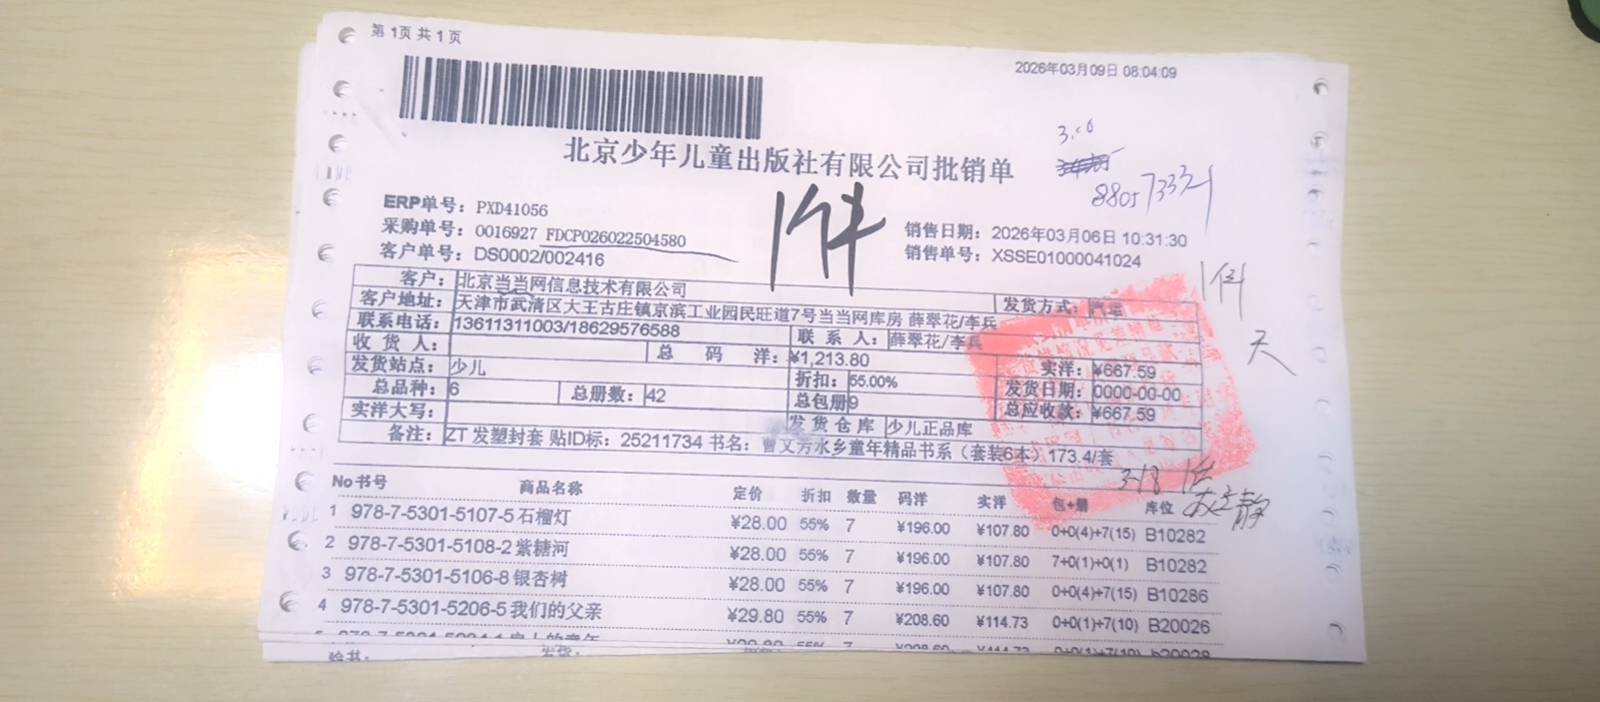 第 1页 共 1 页
2026年03月09日 08:04:09
北京少年儿童出版社有限公司批销单
88057333
1件
ERP单号： PXD41056
采购单号： 0016927 FDCP026022504580
客户单号： DS0002/002416
销售日期： 2026年03月06日 10:31:30
销售单号： XSSE01000041024
1件
天
客户： 北京当当网信息技术有限公司 发货方式： 汽运
客户地址： 天津市武清区大王古庄镇京滨工业园民旺道7号当当网库房 薛翠花/李兵
联系电话： 13611311003/18629576588 联 系 人： 薛翠花/李兵
收 货 人： 总 码 洋： ¥1,213.80 实洋： ¥667.59
发货站点： 少儿 折扣： 55.00% 发货日期： 0000-00-00
总品种： 6 总册数： 42 总包册 9 总应收款： ¥667.59
实洋大写： 发 货 仓 库 少儿正品库
备注： ZT 发塑封套 贴ID标：25211734 书名：曹文芳水乡童年精品书系（套装6本）173.4/套
3.18
No 书号 商品名称 定价 折扣 数量 码洋 实洋 包+册 库位
1 978-7-5301-5107-5 石榴灯 ¥28.00 55% 7 ¥196.00 ¥107.80 0+0(4)+7(15) B10282
2 978-7-5301-5108-2 紫糖河 ¥28.00 55% 7 ¥196.00 ¥107.80 7+0(1)+0(1) B10282
3 978-7-5301-5106-8 银杏树 ¥28.00 55% 7 ¥196.00 ¥107.80 0+0(4)+7(15) B10286
4 978-7-5301-5206-5 我们的父亲 ¥29.80 55% 7 ¥208.60 ¥114.73 0+0(1)+7(10) B20026